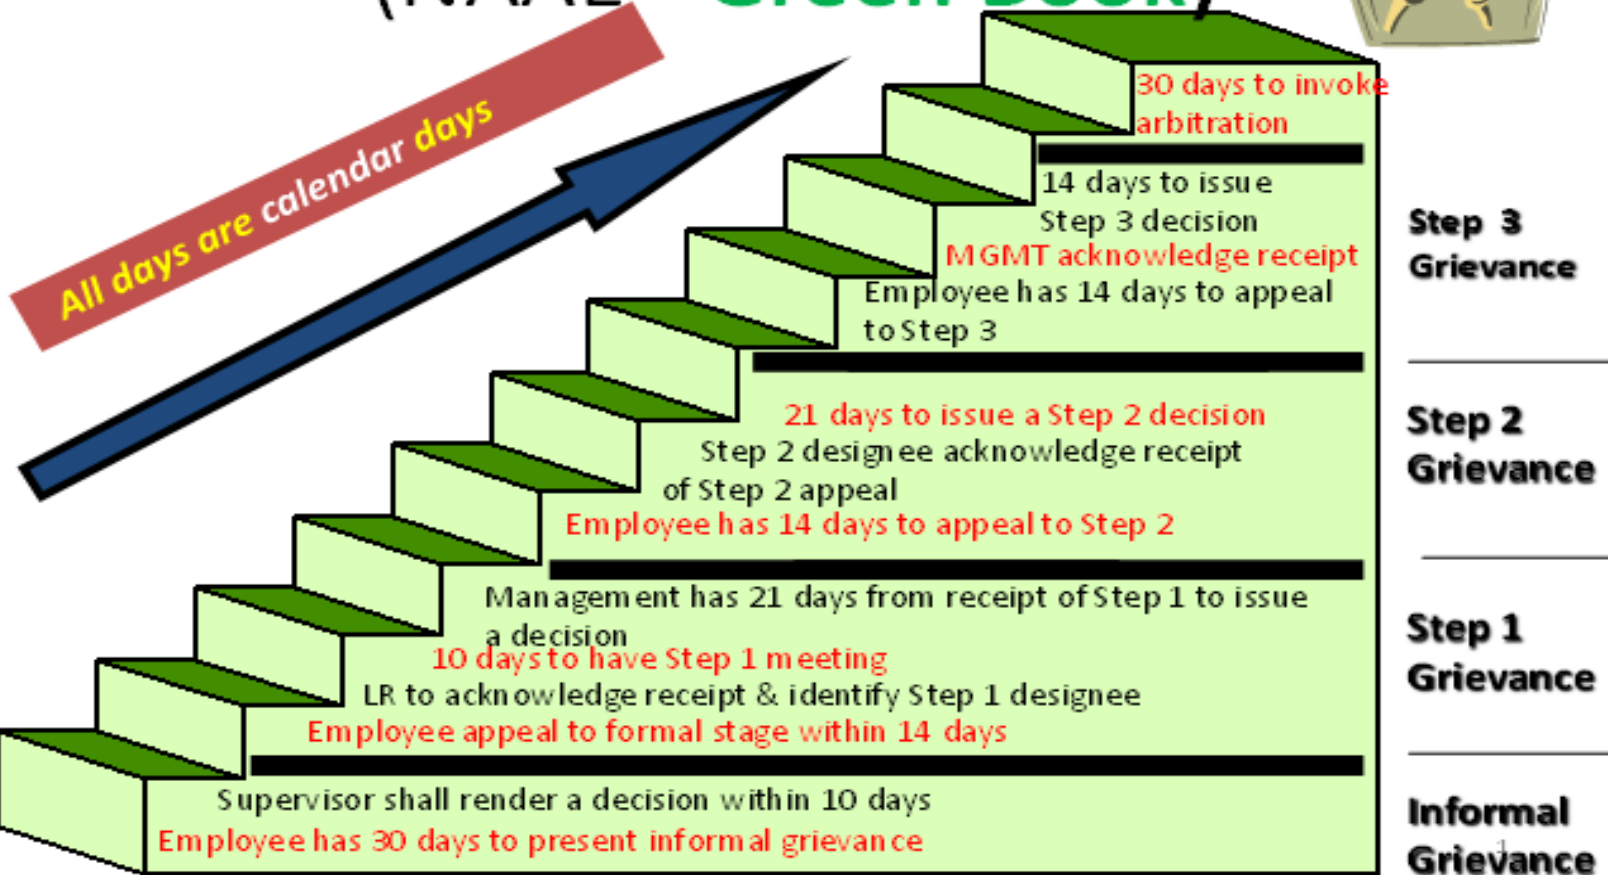 All days are calendar days
30 days to invoke
arbitration
14 days to issue
Step 3 decision
MGMT acknowledge receipt
Employee has 14 days to appeal
to Step 3
Step 3
Grievance
21 days to issue a Step 2 decision
Step 2 designee acknowledge receipt
of Step 2 appeal
Employee has 14 days to appeal to Step 2
Step 2
Grievance
Management has 21 days from receipt of Step 1 to issue
a decision
10 days to have Step 1 meeting
LR to acknowledge receipt & identify Step 1 designee
Employee appeal to formal stage within 14 days
Step 1
Grievance
Supervisor shall render a decision within 10 days
Employee has 30 days to present informal grievance
Informal
Grievance
1